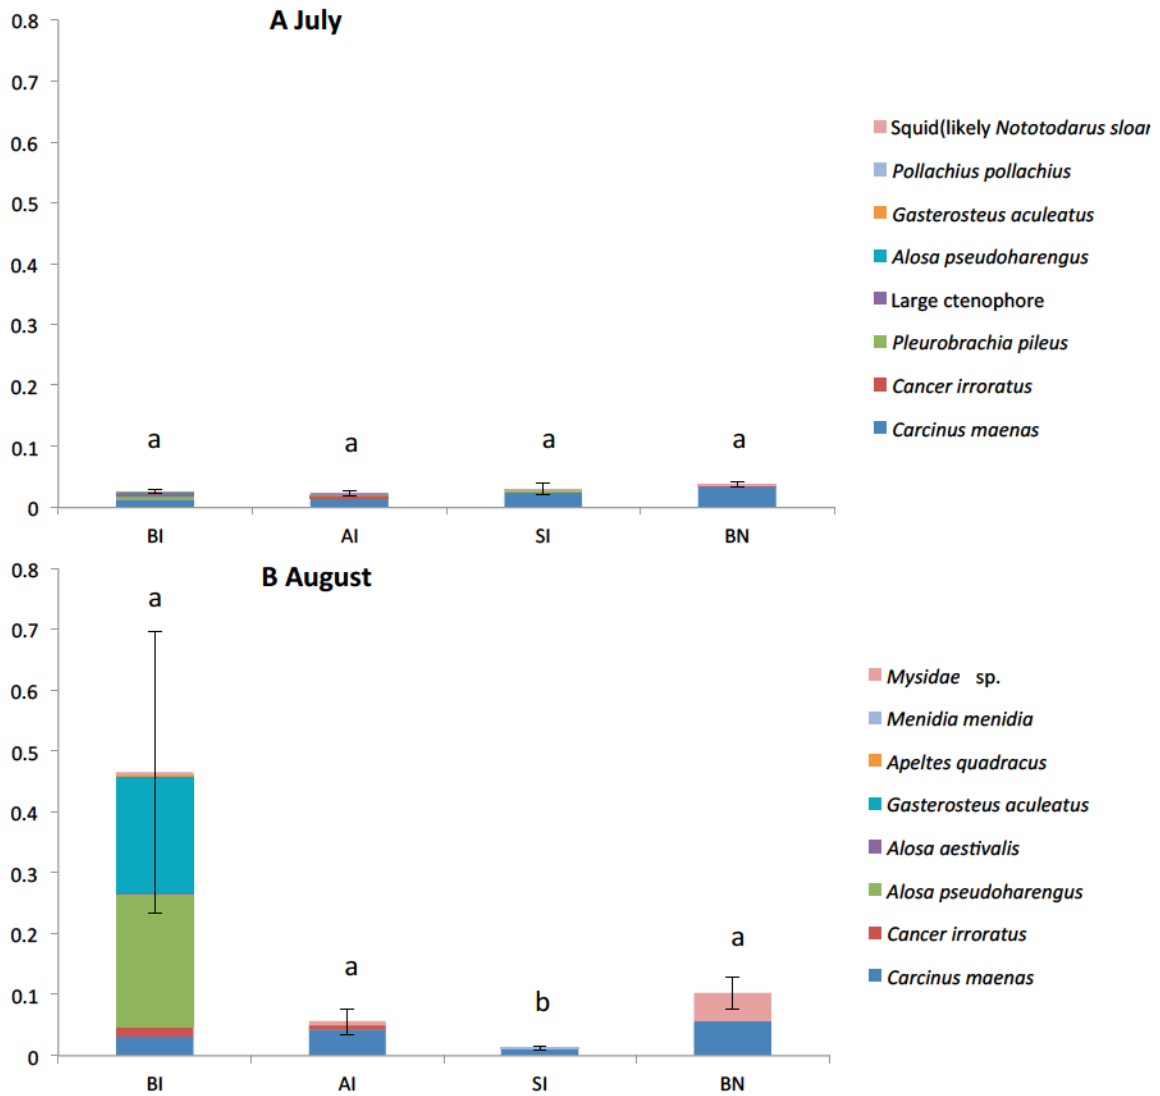 A July
0.8
0.7
0.6
0.5
0.4
0.3
0.2
0.1
0
a a a a
BI AI SI BN
Squid(likely Nototodarus sloar
Pollachius pollachius
Gasterosteus aculeatus
Alosa pseudoharengus
Large ctenophore
Pleurobrachia pileus
Cancer irroratus
Carcinus maenas
B August
0.8
0.7
0.6
0.5
0.4
0.3
0.2
0.1
0
a a b a
BI AI SI BN
Mysidae sp.
Menidia menidia
Apeltes quadracus
Gasterosteus aculeatus
Alosa aestivalis
Alosa pseudoharengus
Cancer irroratus
Carcinus maenas